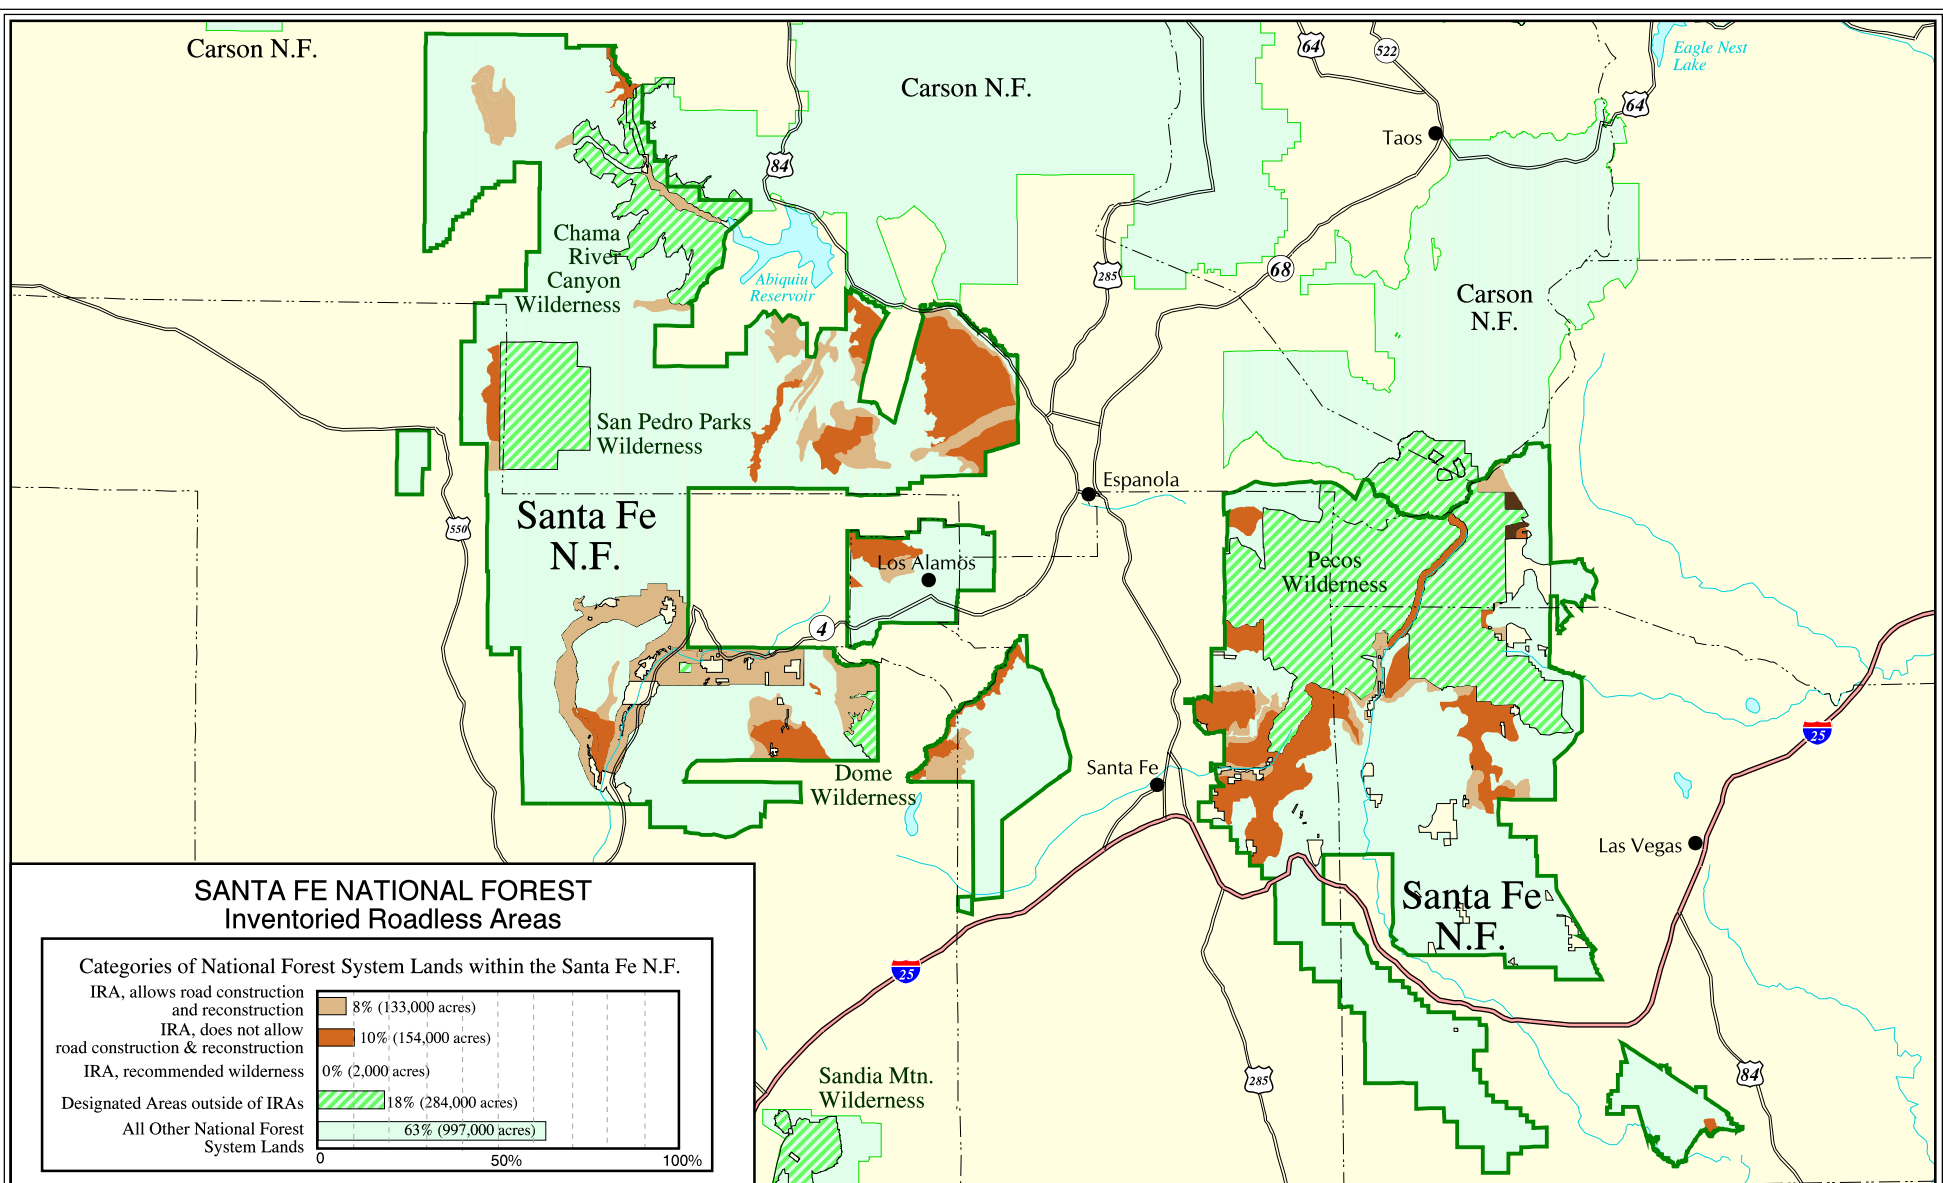 Carson N.F.
Carson N.F.
64
522
Eagle Nest
Lake
64
Taos
84
Chama
River
Canyon
Wilderness
Abiquiu
Reservoir
285
68
Carson
N.F.
San Pedro Parks
Wilderness
Espanola
Santa Fe
N.F.
550
Los Alamos
Pecos
Wilderness
4
25
Dome
Wilderness
Santa Fe
Las Vegas
Santa Fe
N.F.
25
285
84
Sandia Mtn.
Wilderness
SANTA FE NATIONAL FOREST
Inventoried Roadless Areas
Categories of National Forest System Lands within the Santa Fe N.F.
IRA, allows road construction
and reconstruction
8% (133,000 acres)
IRA, does not allow
road construction & reconstruction
10% (154,000 acres)
IRA, recommended wilderness
0% (2,000 acres)
Designated Areas outside of IRAs
18% (284,000 acres)
All Other National Forest
System Lands
63% (997,000 acres)
0 50% 100%